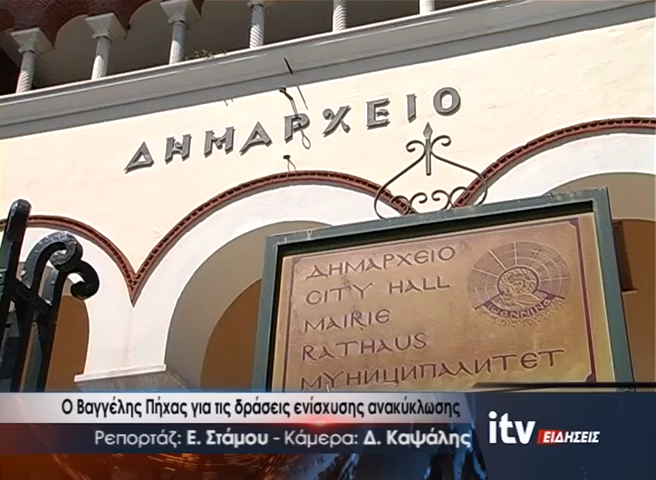 ΔΗΜΑΡΧΕΙΟ
ΔΗΜΑΡΧΕΙΟ
CITY HALL
MAIRIE
RATHAUS
МУНИЦИПАЛИТЕТ
ΙΩΑΝΝΙΝΩΝ
Ο Βαγγέλης Πήχας για τις δράσεις ενίσχυσης ανακύκλωσης
Ρεπορτάζ: Ε. Στάμου - Κάμερα: Δ. Καψάλης
itv ΕΙΔΗΣΕΙΣ